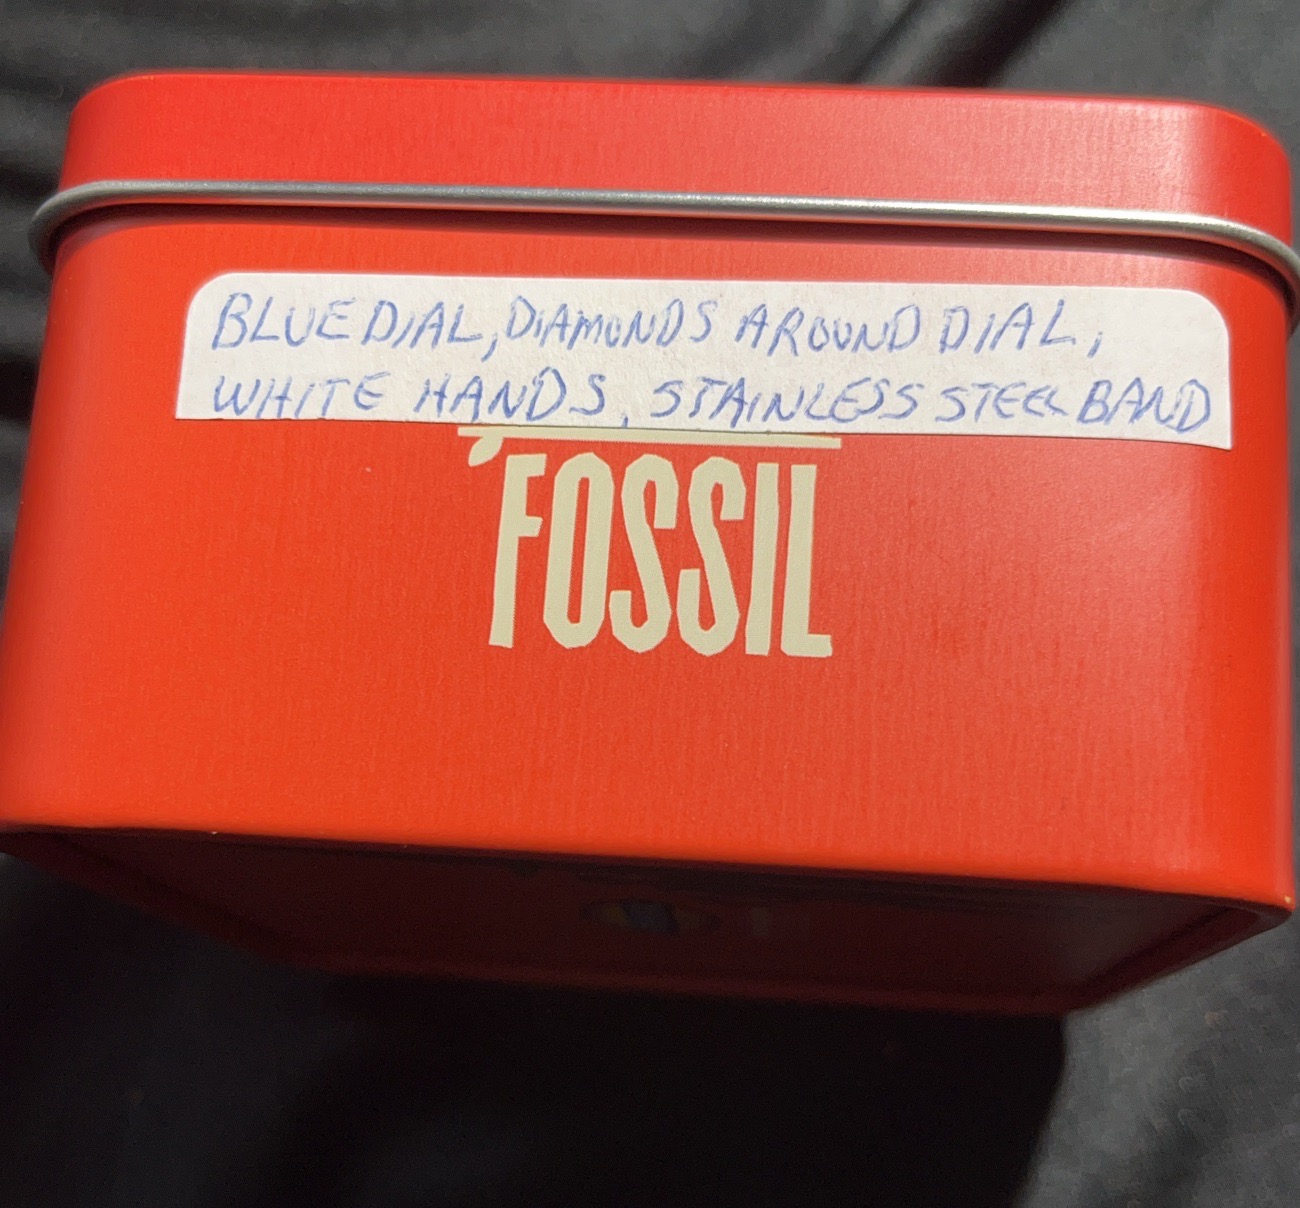 BLUE DIAL, DIAMONDS AROUND DIAL,
WHITE HANDS, STAINLESS STEEL BAND
FOSSIL